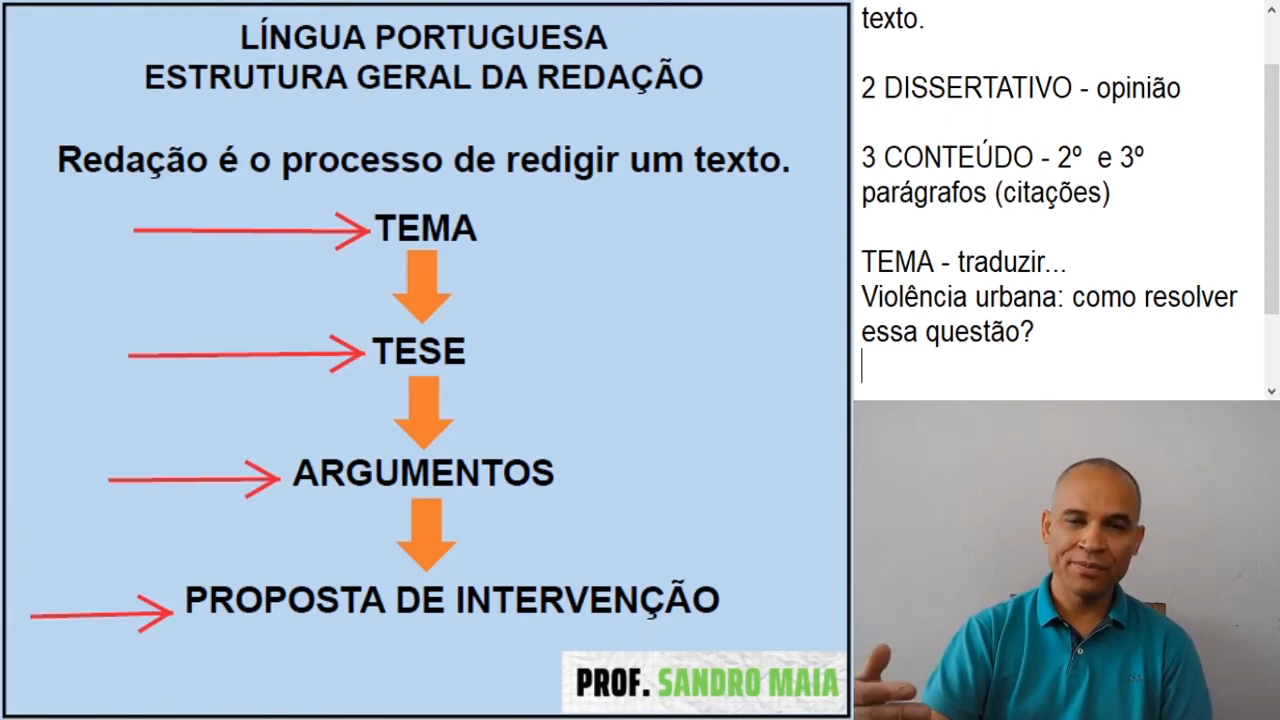 LÍNGUA PORTUGUESA
ESTRUTURA GERAL DA REDAÇÃO
Redação é o processo de redigir um texto.
TEMA
TESE
ARGUMENTOS
PROPOSTA DE INTERVENÇÃO
PROF. SANDRO MAIA
texto.
2 DISSERTATIVO - opinião
3 CONTEÚDO - 2º e 3º
parágrafos (citações)
TEMA - traduzir...
Violência urbana: como resolver
essa questão?